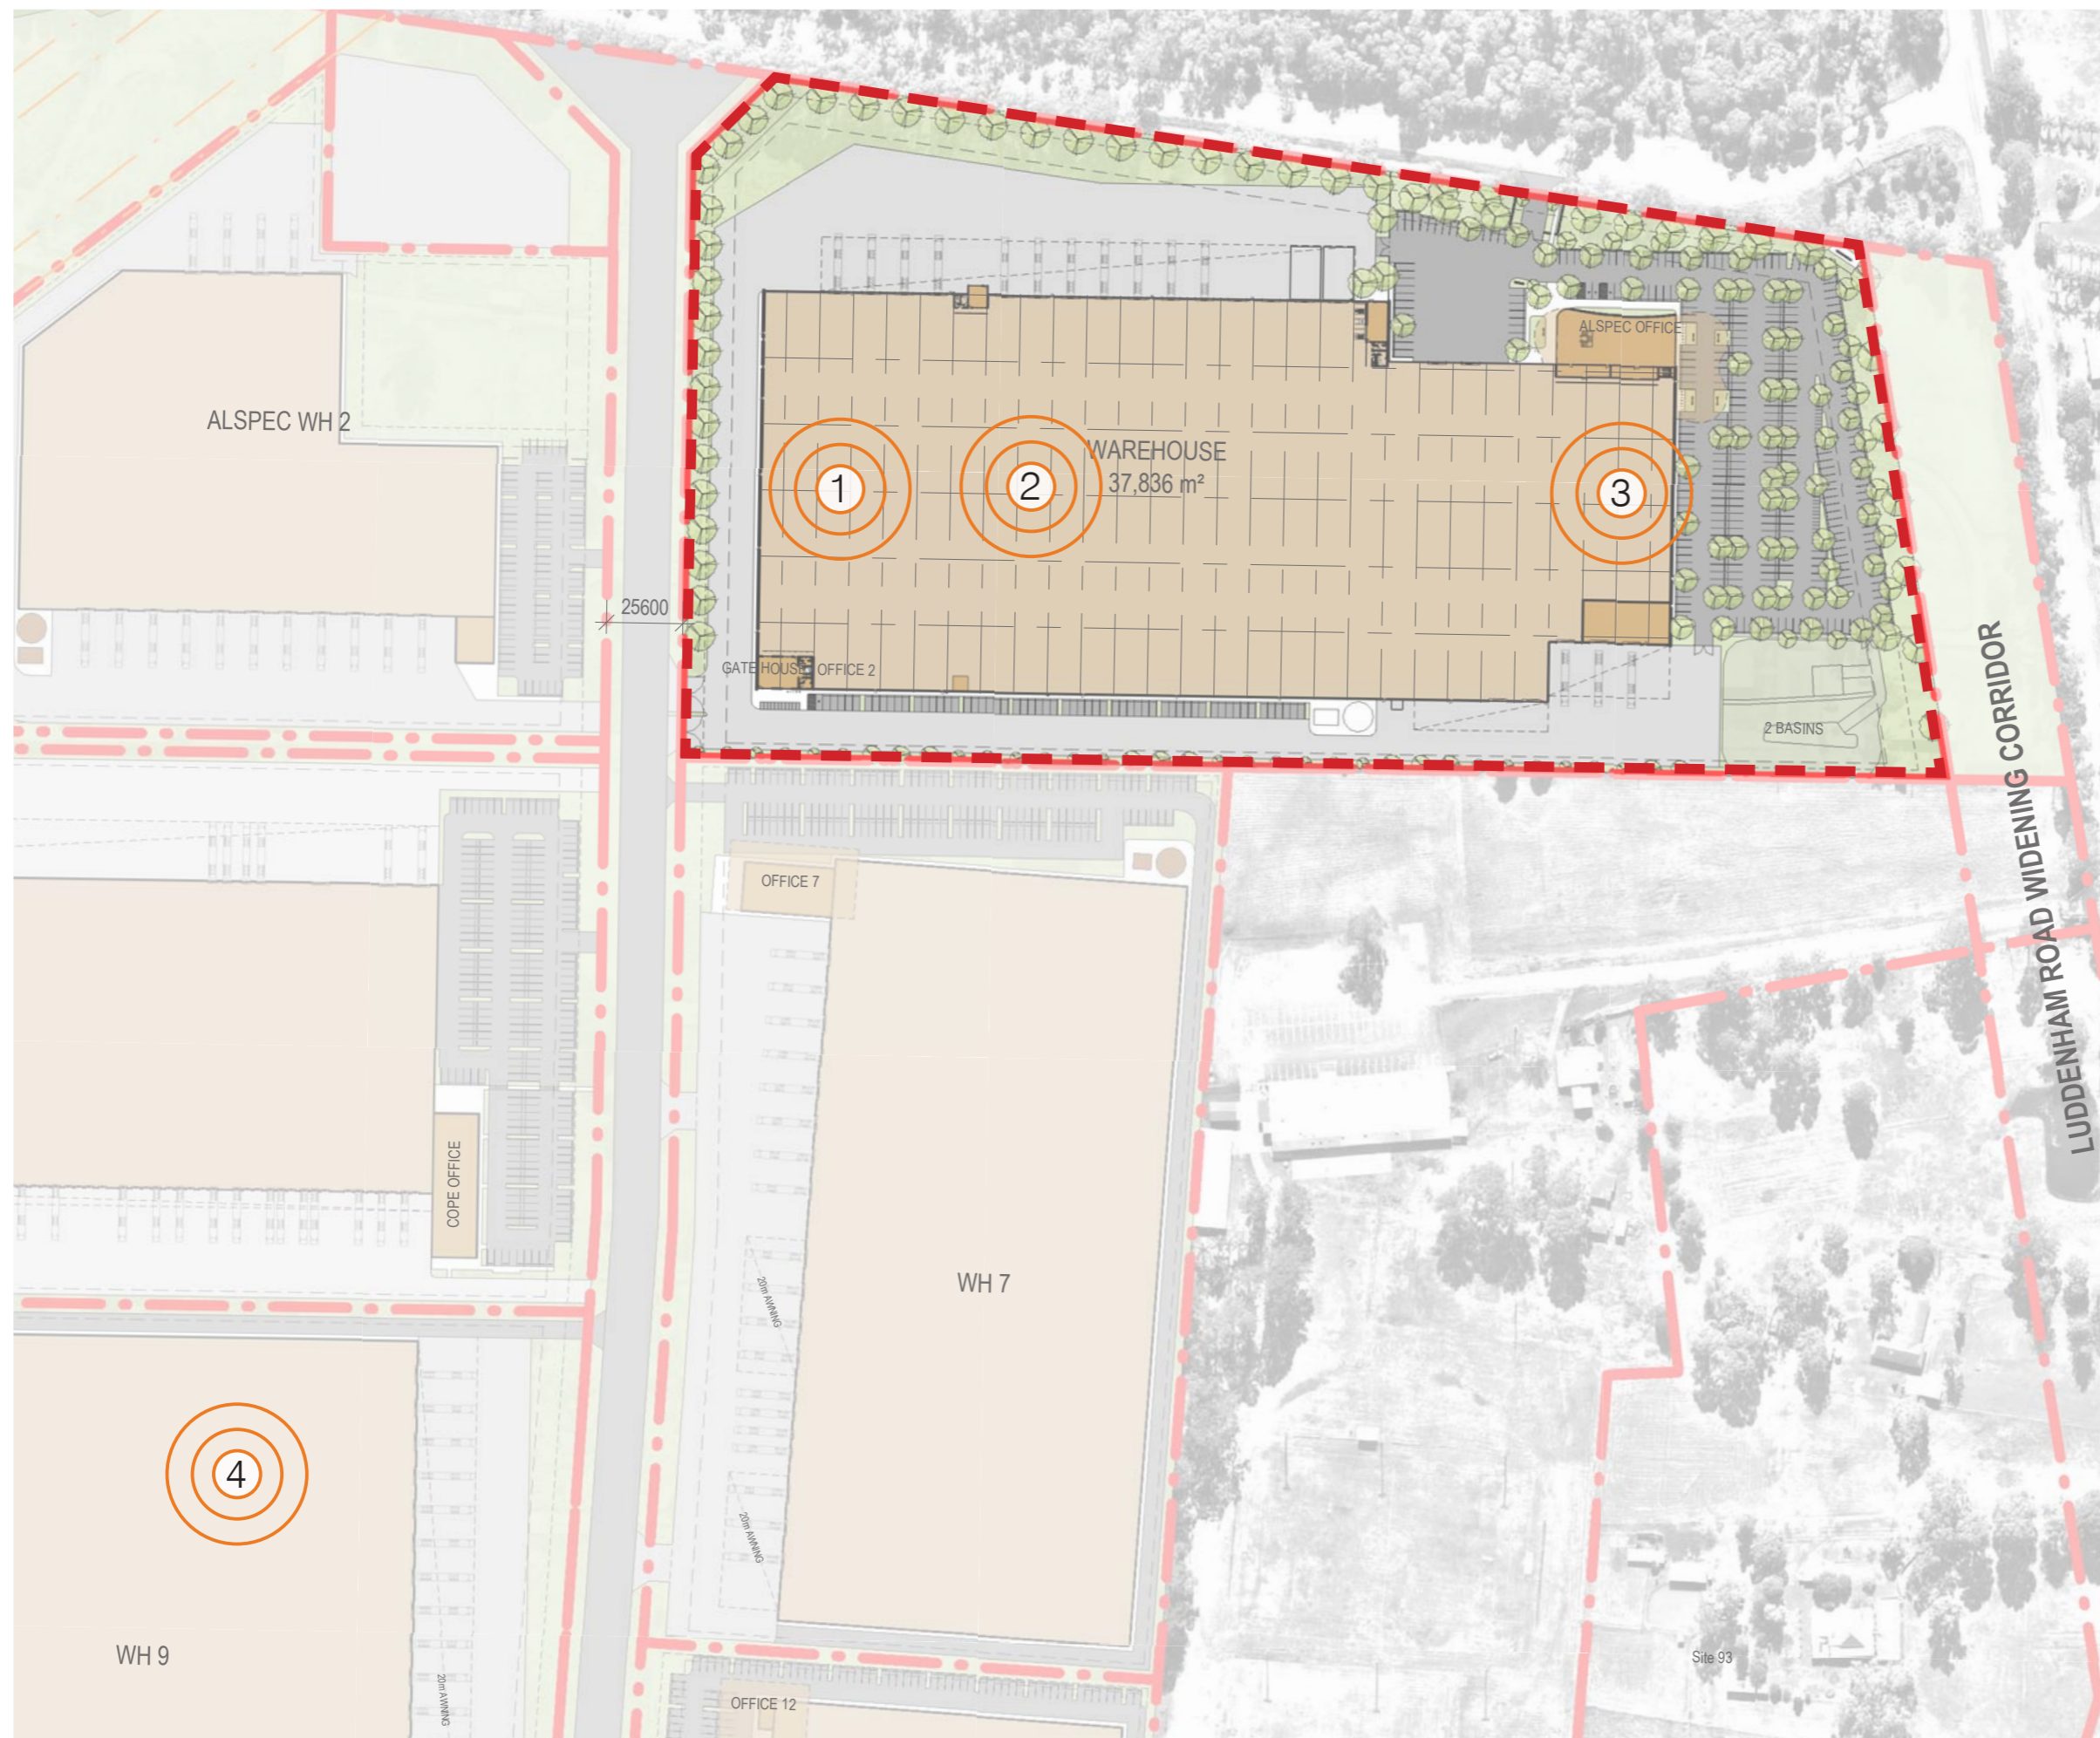 ALSPEC OFFICE
ALSPEC WH 2
WAREHOUSE
37,836 m²
1
2
3
25600
GATE HOUSE
OFFICE 2
2 BASINS
LUDDENHAM ROAD WIDENING CORRIDOR
OFFICE 7
COPE OFFICE
WH 7
20m AWNING
4
20m AWNING
WH 9
20m AWNING
Site 93
OFFICE 12